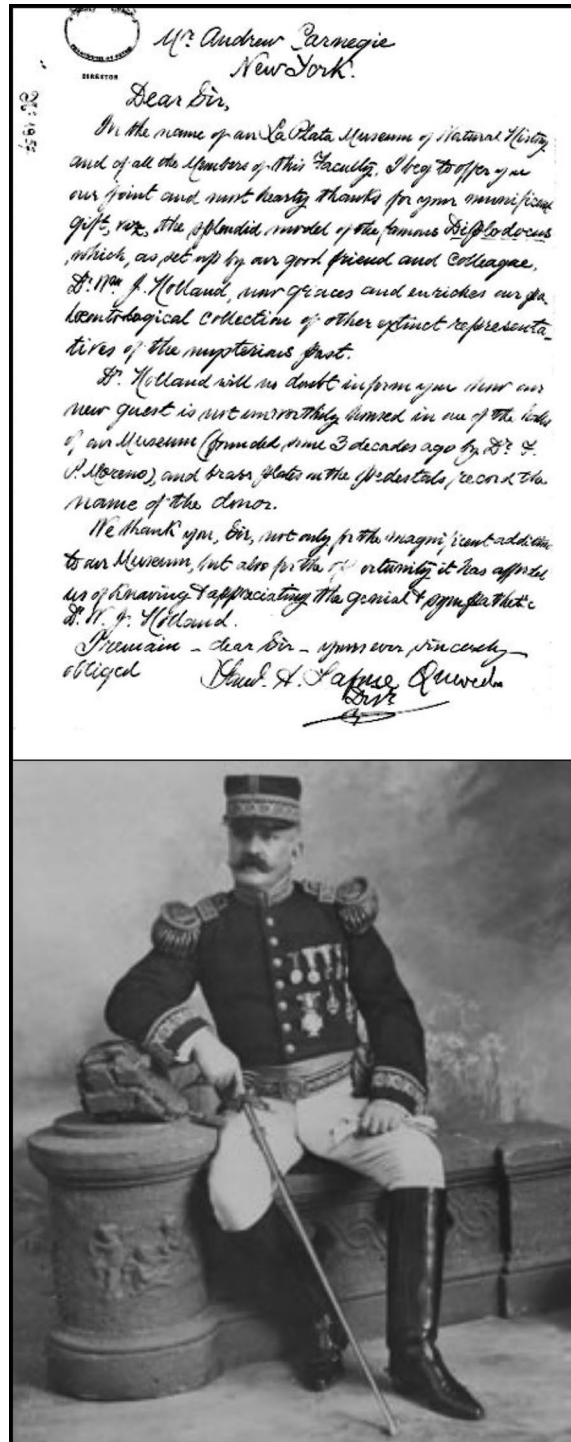 DIRECTOR
Mr. Andrew Carnegie
New York.
Dear Sir,
In the name of our La Plata Museum of Natural History
and of all the Members of this Faculty, I beg to offer you
our joint and most hearty thanks for your munificent
gift, viz, the splendid model of the famous Diplodocus
which, as set up by our good friend and colleague,
Dr. Wm. J. Holland, now graces and enriches our pa-
leontological collection of other extinct representa-
tives of the mysterious past.
Dr. Holland will no doubt inform you how our
new guest is not unworthily housed in one of the halls
of our Museum (founded some 3 decades ago by Dr. F.
P. Moreno), and brass plates on the pedestals, record the
name of the donor.
We thank you, Sir, not only for the magnificent addition
to our Museum, but also for the opportunity it has afforded
us of knowing & appreciating the genial & sympathetic
Dr. W. J. Holland.
I remain - dear Sir - yours ever sincerely
obliged
A. Lafone Quevedo
Dir.